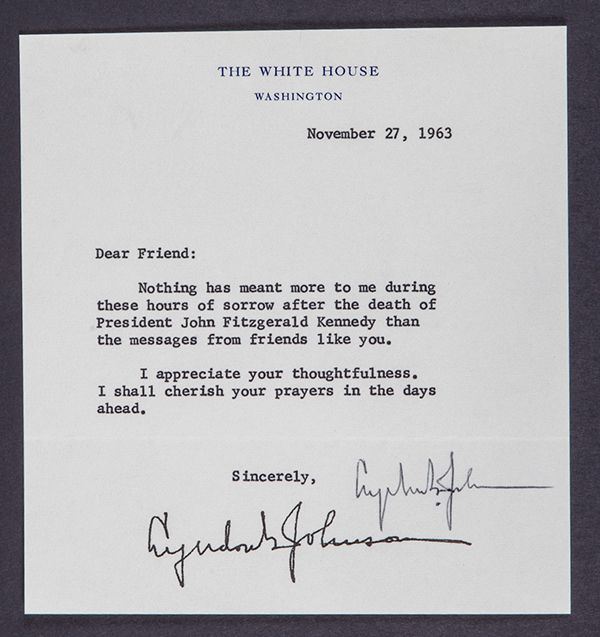 THE WHITE HOUSE
WASHINGTON
November 27, 1963
Dear Friend:
Nothing has meant more to me during
these hours of sorrow after the death of
President John Fitzgerald Kennedy than
the messages from friends like you.
I appreciate your thoughtfulness.
I shall cherish your prayers in the days
ahead.
Sincerely,
Lyndon B. Johnson